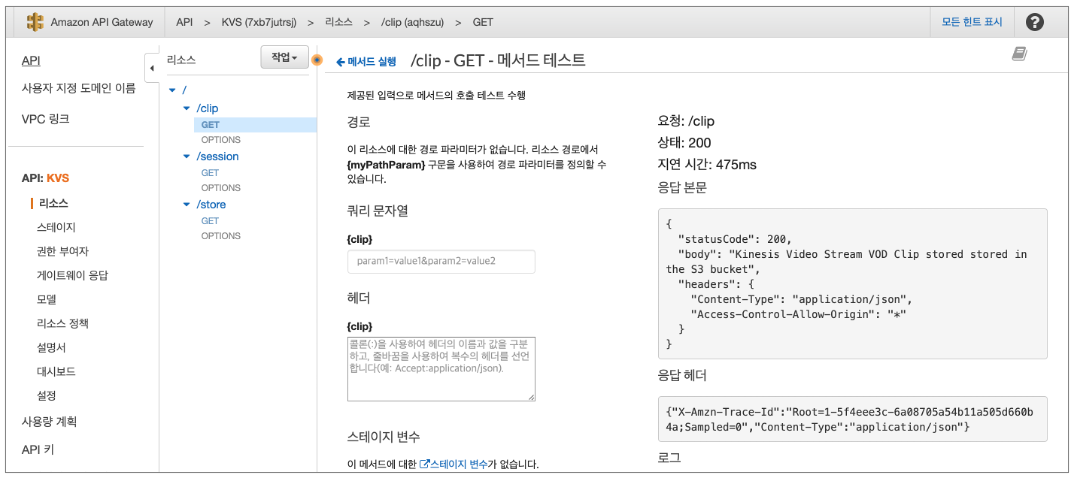 Amazon API Gateway
API > KVS (7xb7jutrsj) > 리소스 > /clip (aqhszu) > GET
모든 힌트 표시
?
API
사용자 지정 도메인 이름
VPC 링크
API: KVS
리소스
스테이지
권한 부여자
게이트웨이 응답
모델
리소스 정책
설명서
대시보드
설정
사용량 계획
API 키
리소스
작업
/
/clip
GET
OPTIONS
/session
GET
OPTIONS
/store
GET
OPTIONS
메서드 실행
/clip - GET - 메서드 테스트
제공된 입력으로 메서드의 호출 테스트 수행
경로
이 리소스에 대한 경로 파라미터가 없습니다. 리소스 경로에서
{myPathParam} 구문을 사용하여 경로 파라미터를 정의할 수
있습니다.
쿼리 문자열
{clip}
param1=value1&param2=value2
헤더
{clip}
콜론(:)을 사용하여 헤더의 이름과 값을 구분
하고, 줄바꿈을 사용하여 복수의 헤더를 선언
합니다(예: Accept:application/json).
스테이지 변수
이 메서드에 대한 스테이지 변수가 없습니다.
요청: /clip
상태: 200
지연 시간: 475ms
응답 본문
{
"statusCode": 200,
"body": "Kinesis Video Stream VOD Clip stored stored in
the S3 bucket",
"headers": {
"Content-Type": "application/json",
"Access-Control-Allow-Origin": "*"
}
}
응답 헤더
{"X-Amzn-Trace-Id":"Root=1-5f4eee3c-6a08705a54b11a505d660b
4a;Sampled=0","Content-Type":"application/json"}
로그